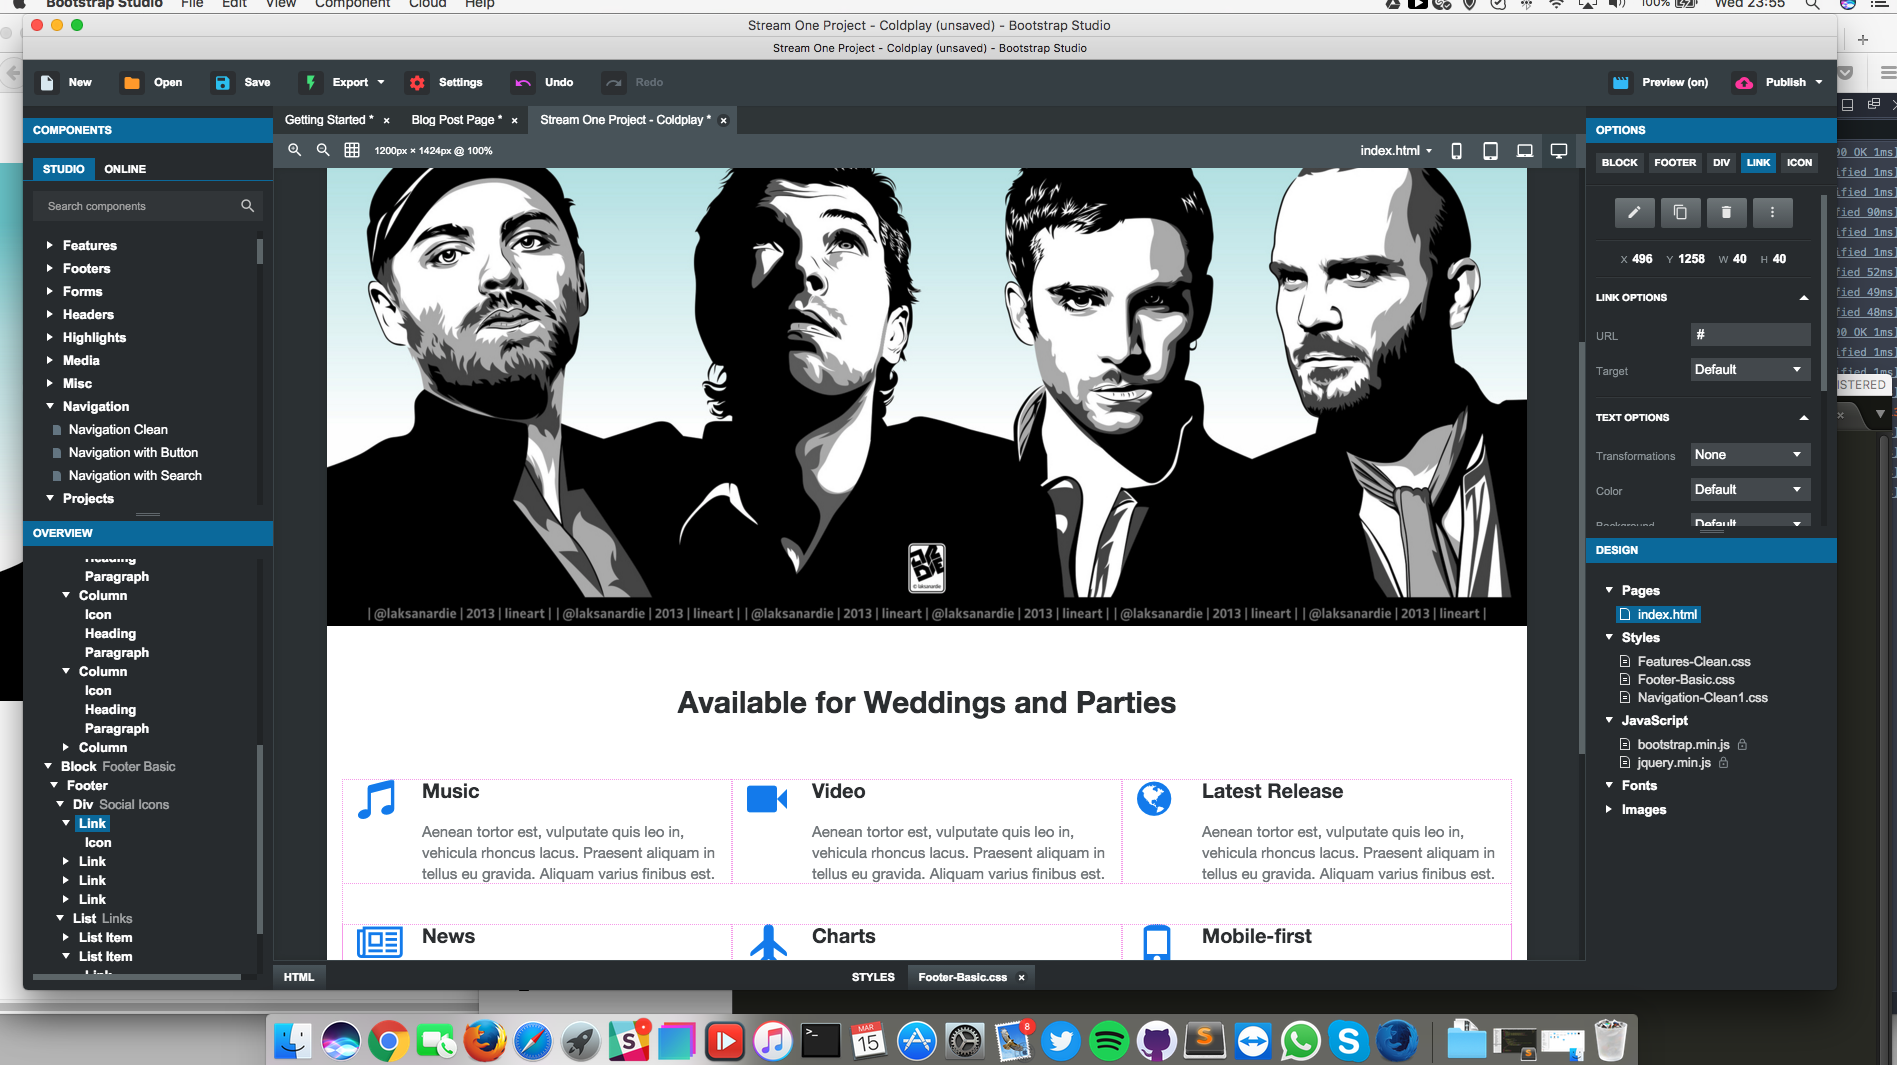 Bootstrap Studio File Edit View Component Cloud Help 100% Wed 23:55
Stream One Project - Coldplay (unsaved) - Bootstrap Studio
Stream One Project - Coldplay (unsaved) - Bootstrap Studio
New Open Save Export Settings Undo Redo Preview (on) Publish
COMPONENTS
STUDIO ONLINE
Search components
Features
Footers
Forms
Headers
Highlights
Media
Misc
Navigation
Navigation Clean
Navigation with Button
Navigation with Search
Projects
OVERVIEW
Heading
Paragraph
Column
Icon
Heading
Paragraph
Column
Icon
Heading
Paragraph
Column
Block Footer Basic
Footer
Div Social Icons
Link
Icon
Link
Link
Link
List Links
List Item
List Item
Link
Getting Started * × Blog Post Page * × Stream One Project - Coldplay * ×
1200px × 1424px @ 100% index.html
© laksanardie
| @laksanardie | 2013 | lineart | | @laksanardie | 2013 | lineart | | @laksanardie | 2013 | lineart | @laksanardie | 2013 | lineart | | @laksanardie | 2013 | lineart | | @laksanardie | 2013 | lineart |
Available for Weddings and Parties
Music
Aenean tortor est, vulputate quis leo in,
vehicula rhoncus lacus. Praesent aliquam in
tellus eu gravida. Aliquam varius finibus est.
Video
Aenean tortor est, vulputate quis leo in,
vehicula rhoncus lacus. Praesent aliquam in
tellus eu gravida. Aliquam varius finibus est.
Latest Release
Aenean tortor est, vulputate quis leo in,
vehicula rhoncus lacus. Praesent aliquam in
tellus eu gravida. Aliquam varius finibus est.
News
Charts
Mobile-first
HTML STYLES Footer-Basic.css ×
OPTIONS
BLOCK FOOTER DIV LINK ICON
X 496 Y 1258 W 40 H 40
LINK OPTIONS
URL #
Target Default
TEXT OPTIONS
Transformations None
Color Default
Background Default
DESIGN
Pages
index.html
Styles
Features-Clean.css
Footer-Basic.css
Navigation-Clean1.css
JavaScript
bootstrap.min.js
jquery.min.js
Fonts
Images
00 OK 1ms]
ified 1ms]
ified 1ms]
fied 90ms]
ified 1ms]
ified 1ms]
fied 52ms]
fied 49ms]
fied 48ms]
00 OK 1ms]
ified 1ms]
ified 1ms]
ISTERED
MAR
15
8